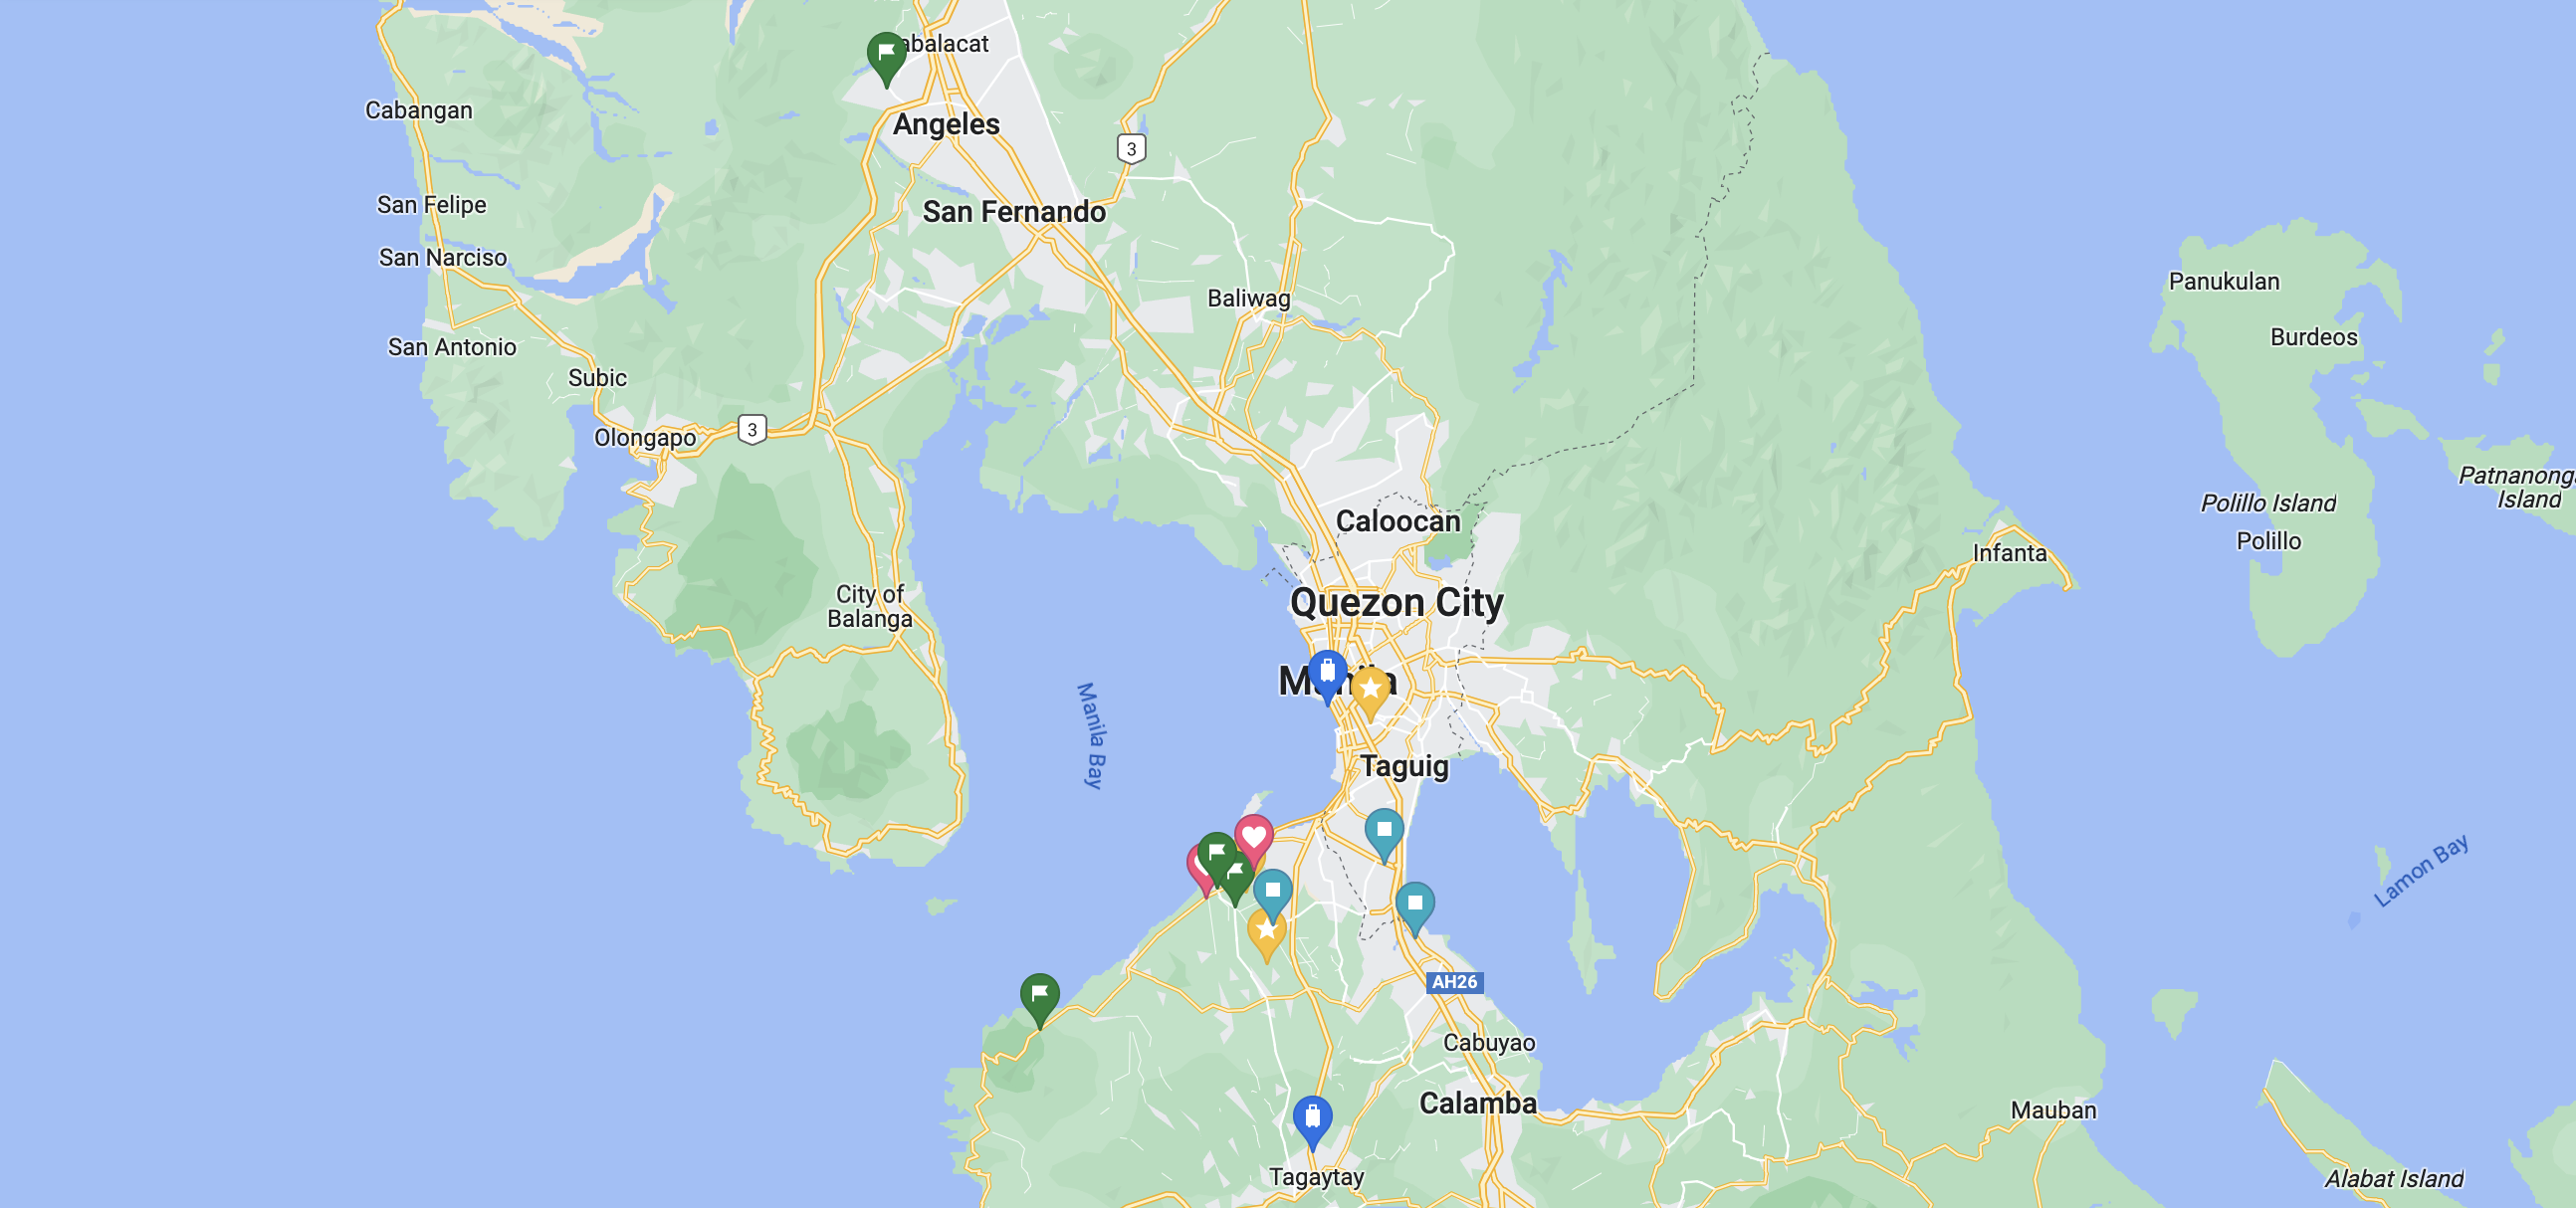 abalacat
Cabangan
Angeles
3
San Felipe
San Fernando
San Narciso
Panukulan
Baliwag
Burdeos
San Antonio
Subic
3
Olongapo
Patnanong
Island
Polillo Island
Caloocan
Polillo
Infanta
City of
Balanga
Quezon City
Manila
Manila Bay
Taguig
Lamon Bay
AH26
Cabuyao
Calamba
Mauban
Tagaytay
Alabat Island